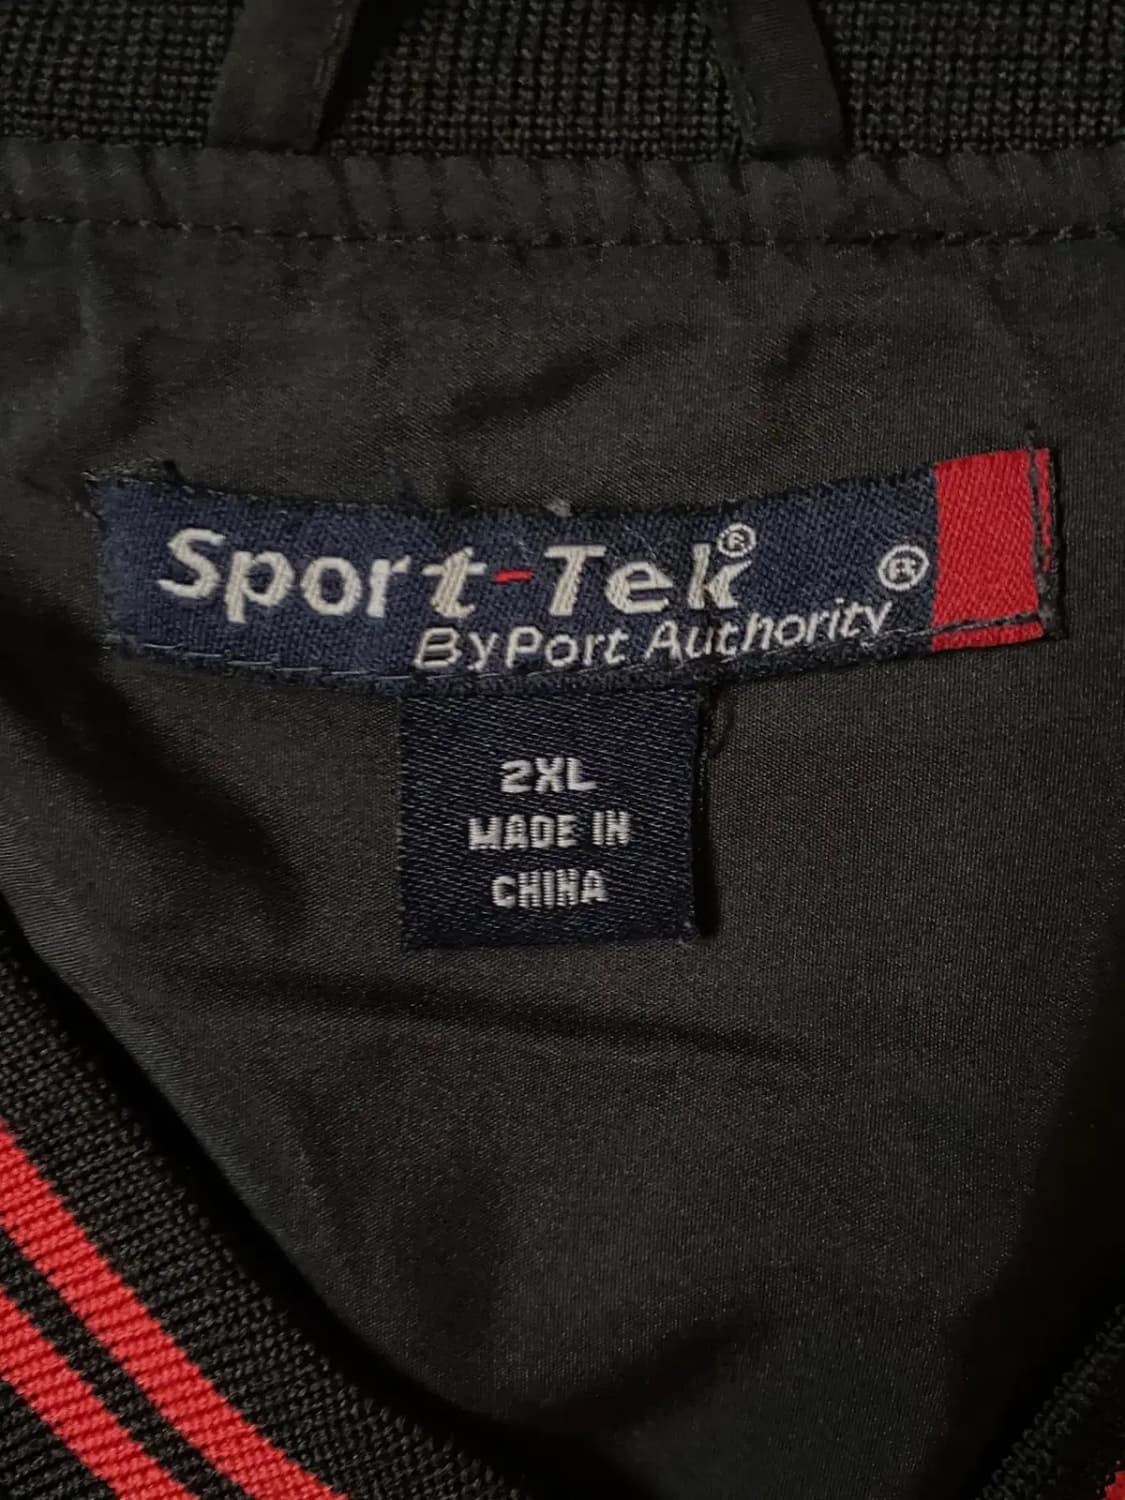 Sport-Tek®
By Port Authority ®
2XL
MADE IN
CHINA